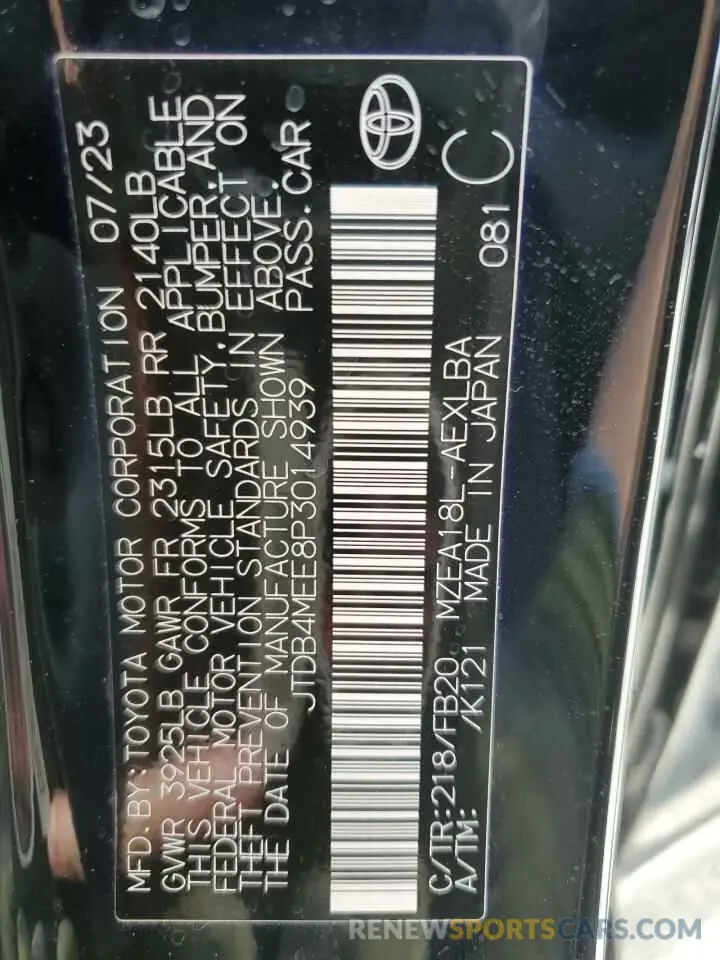 MFD.BY:TOYOTA MOTOR CORPORATION 07/23
GVWR 3925LB GAWR FR 2315LB RR 2140LB
THIS VEHICLE CONFORMS TO ALL APPLICABLE
FEDERAL MOTOR VEHICLE SAFETY,BUMPER,AND
THEFT PREVENTION STANDARDS IN EFFECT ON
THE DATE OF MANUFACTURE SHOWN ABOVE.
JTDB4MEE8P3014939 PASS.CAR
C/TR:218/FB20 MZEA18L-AEXLBA 081 C
A/TM: /K121 MADE IN JAPAN
RENEWSPORTSCARS.COM